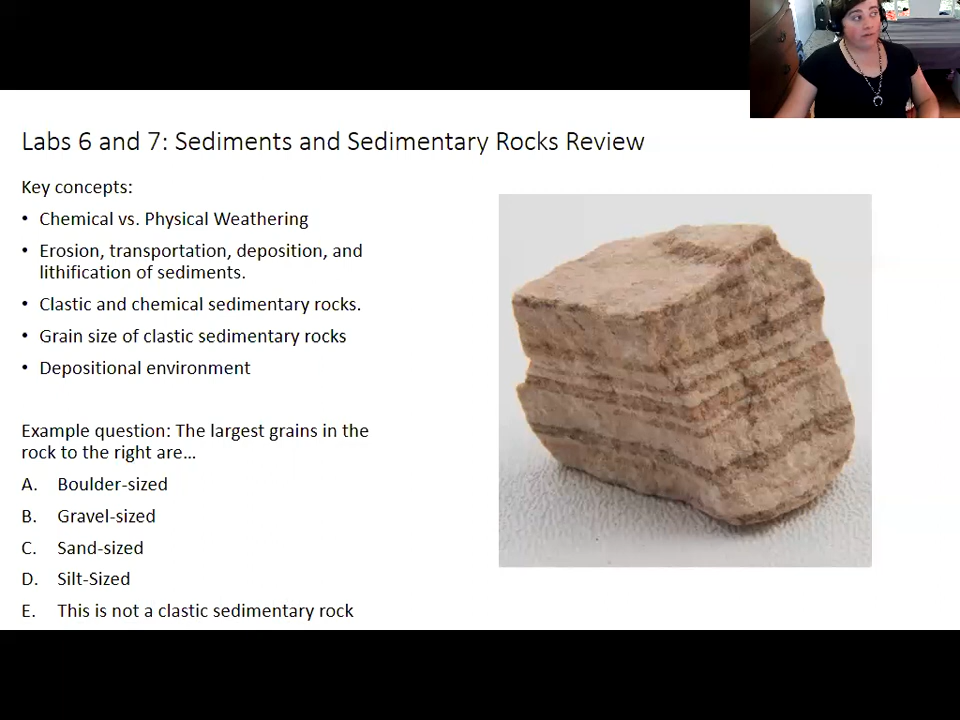 Labs 6 and 7: Sediments and Sedimentary Rocks Review
Key concepts:
• Chemical vs. Physical Weathering
• Erosion, transportation, deposition, and
lithification of sediments.
• Clastic and chemical sedimentary rocks.
• Grain size of clastic sedimentary rocks
• Depositional environment
Example question: The largest grains in the
rock to the right are…
A. Boulder-sized
B. Gravel-sized
C. Sand-sized
D. Silt-Sized
E. This is not a clastic sedimentary rock